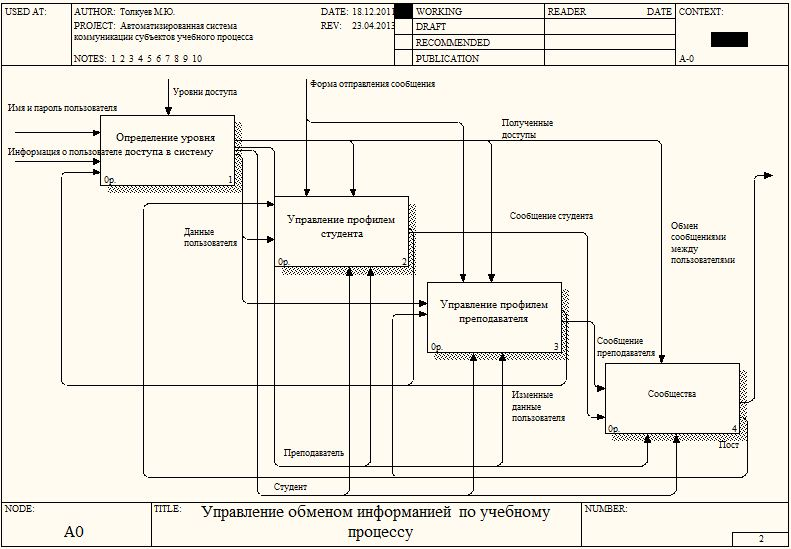 USED AT:
AUTHOR: Толкуев М.Ю.
DATE: 18.12.2011
PROJECT: Автоматизированная система
коммуникации субъектов учебного процесса
REV: 23.04.2013
NOTES: 1 2 3 4 5 6 7 8 9 10
WORKING
DRAFT
RECOMMENDED
PUBLICATION
READER
DATE
CONTEXT:
A-0
Уровни доступа
Форма отправления сообщения
Имя и пароль пользователя
Информация о пользователе
Определение уровня
доступа в систему
0р.
1
Полученные
доступы
Данные
пользователя
Управление профилем
студента
0р.
2
Сообщение студента
Обмен
сообщениями
между
пользователями
Управление профилем
преподавателя
0р.
3
Сообщение
преподавателя
Сообщества
0р.
4
Изменные
данные
пользователя
Пост
Преподаватель
Студент
NODE:
A0
TITLE:
Управление обменом информанией по учебному
процессу
NUMBER:
2